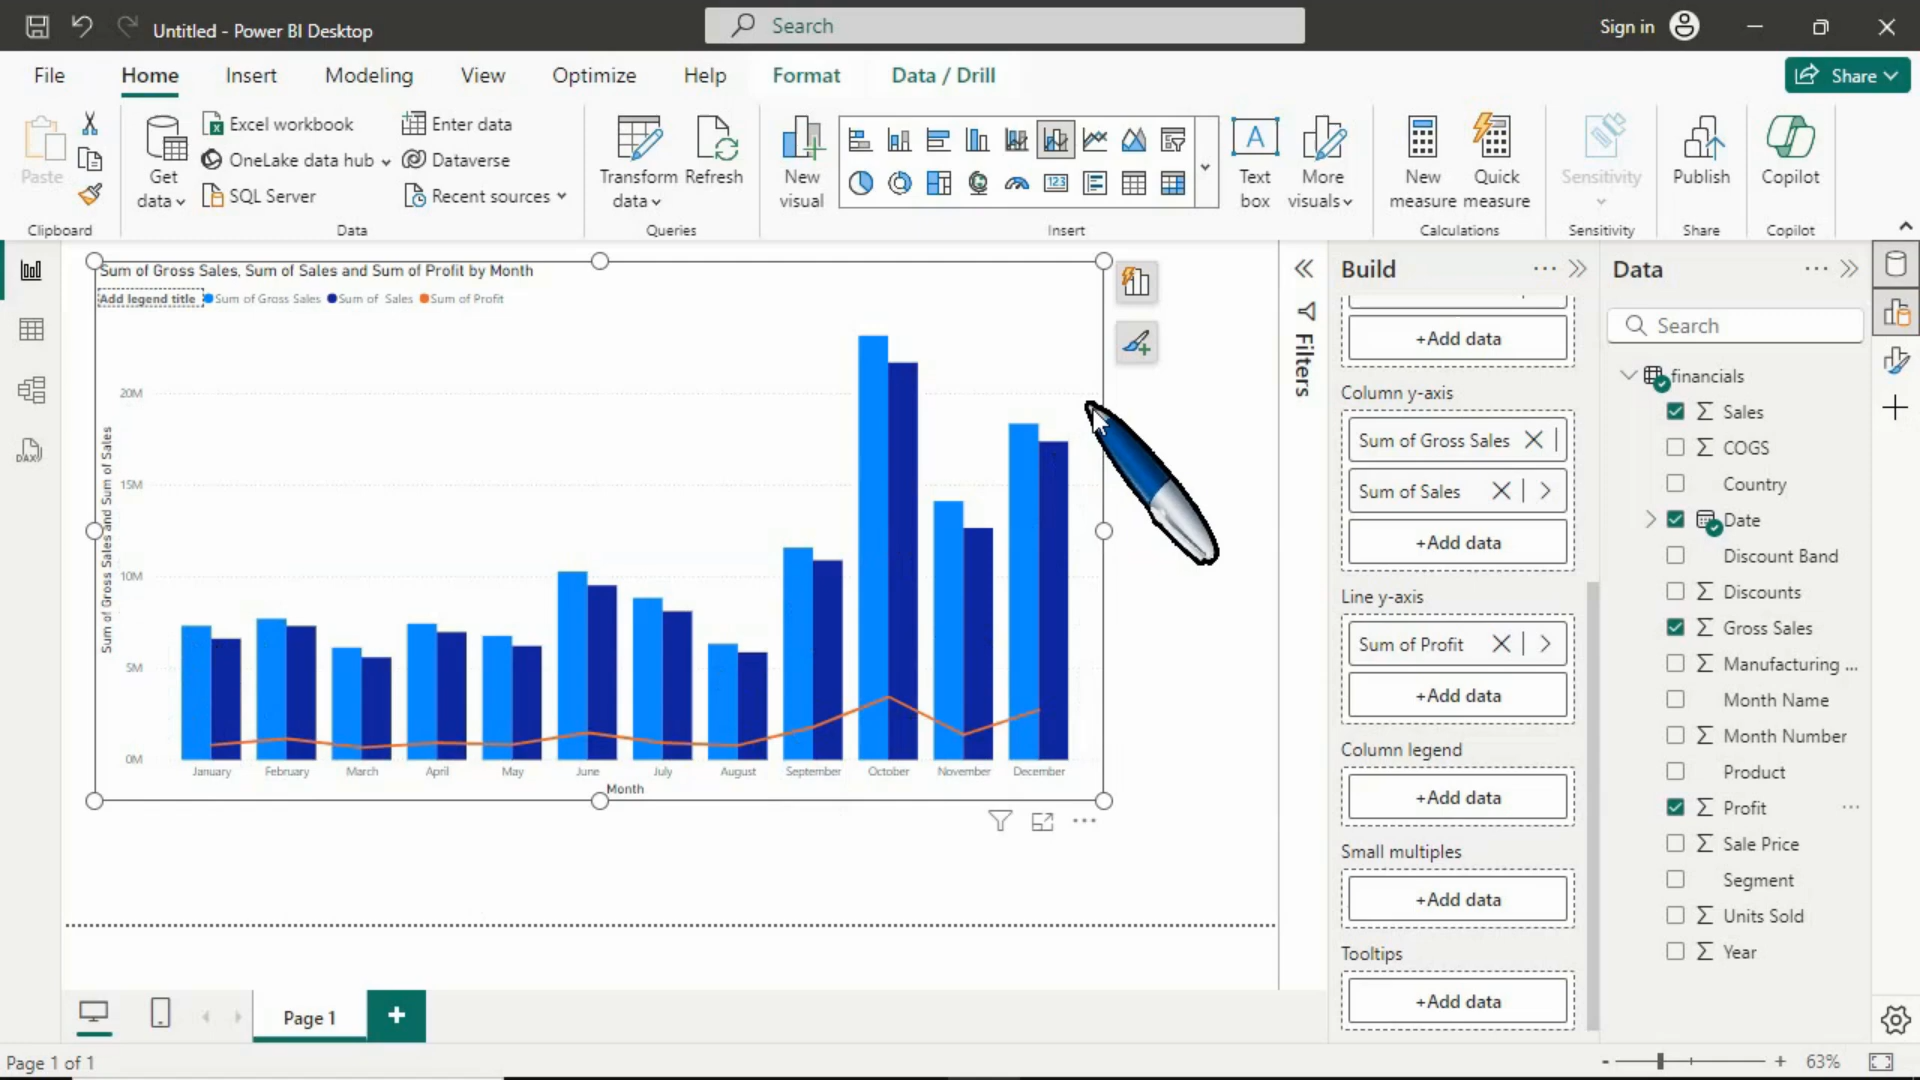 Untitled - Power BI Desktop
Search
Sign in
File
Home
Insert
Modeling
View
Optimize
Help
Format
Data / Drill
Share
Paste
Clipboard
Get data
Excel workbook
OneLake data hub
SQL Server
Enter data
Dataverse
Recent sources
Data
Transform data
Refresh
Queries
New visual
123
Insert
A
Text box
More visuals
New measure
Quick measure
Calculations
Sensitivity
Sensitivity
Publish
Share
Copilot
Copilot
DAX
Sum of Gross Sales, Sum of Sales and Sum of Profit by Month
Add legend title
Sum of Gross Sales
Sum of Sales
Sum of Profit
Sum of Gross Sales and Sum of Sales
20M
15M
10M
5M
0M
January
February
March
April
May
June
July
August
September
October
November
December
Month
Filters
Build
+Add data
Column y-axis
Sum of Gross Sales
Sum of Sales
+Add data
Line y-axis
Sum of Profit
+Add data
Column legend
+Add data
Small multiples
+Add data
Tooltips
+Add data
Data
Search
financials
Sales
COGS
Country
Date
Discount Band
Discounts
Gross Sales
Manufacturing ...
Month Name
Month Number
Product
Profit
Sale Price
Segment
Units Sold
Year
Page 1
Page 1 of 1
63%